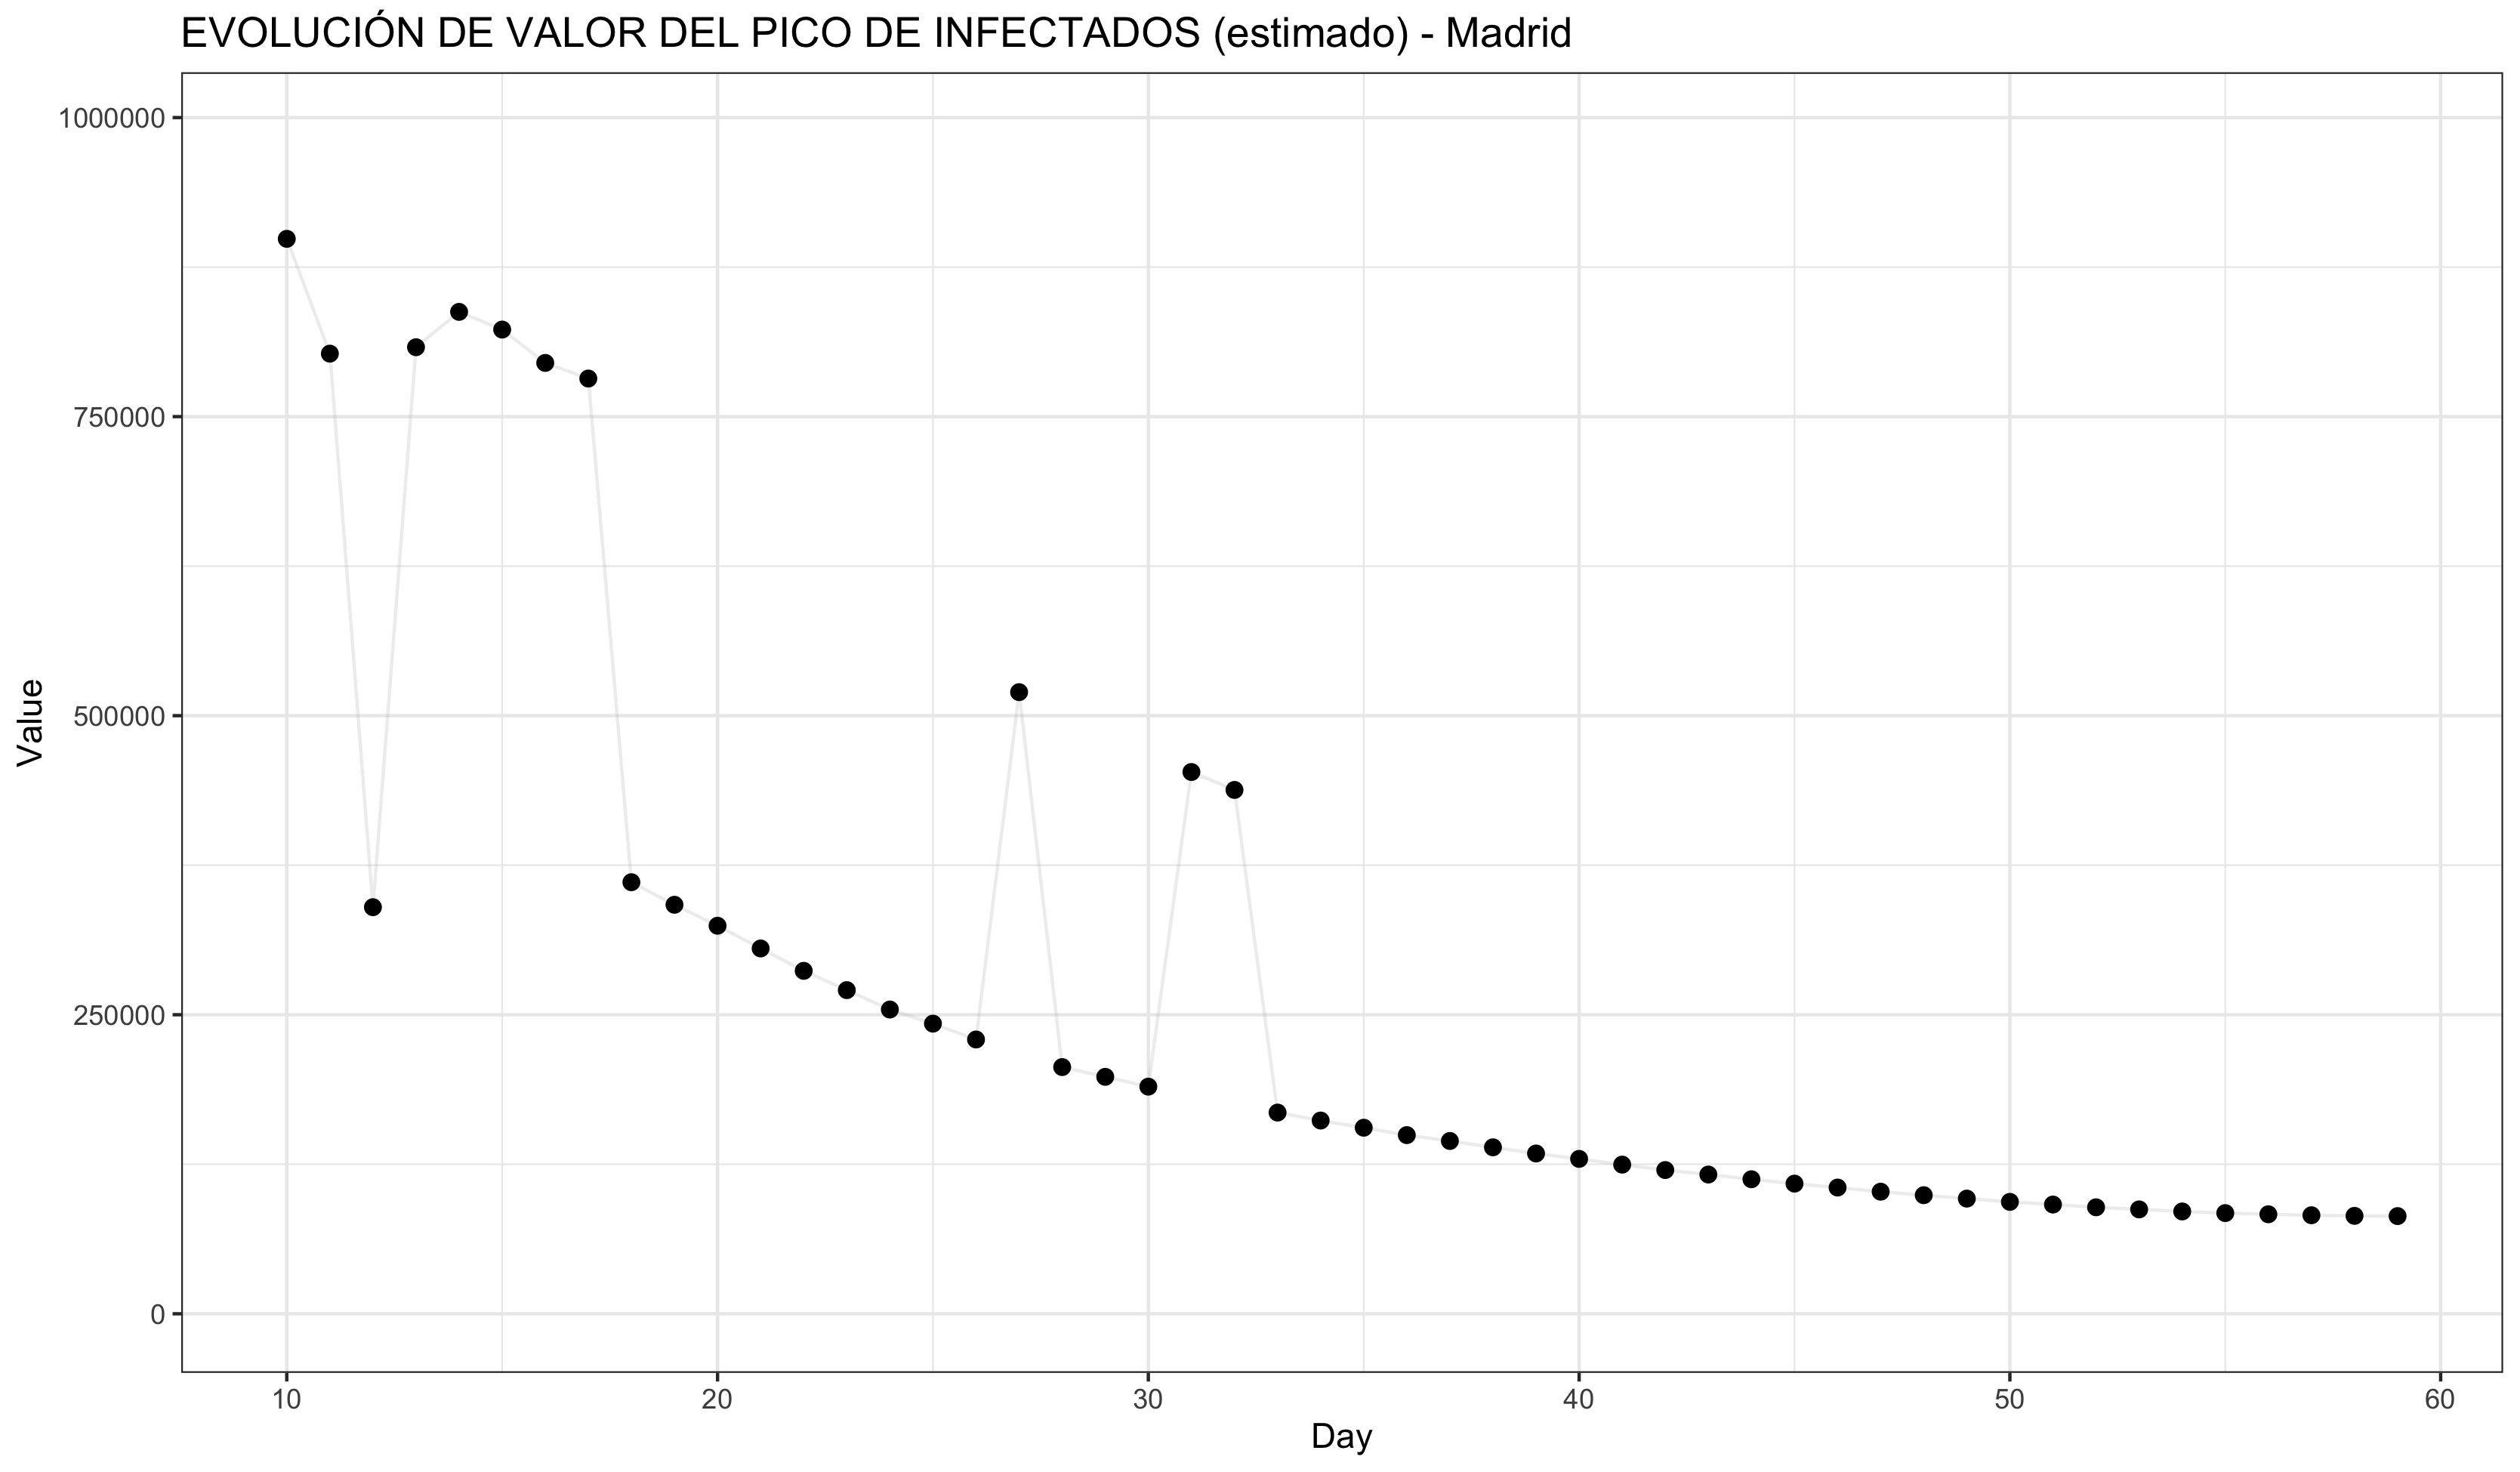 EVOLUCIÓN DE VALOR DEL PICO DE INFECTADOS (estimado) - Madrid
1000000
750000
500000
250000
0
Value
10 20 30 40 50 60
Day